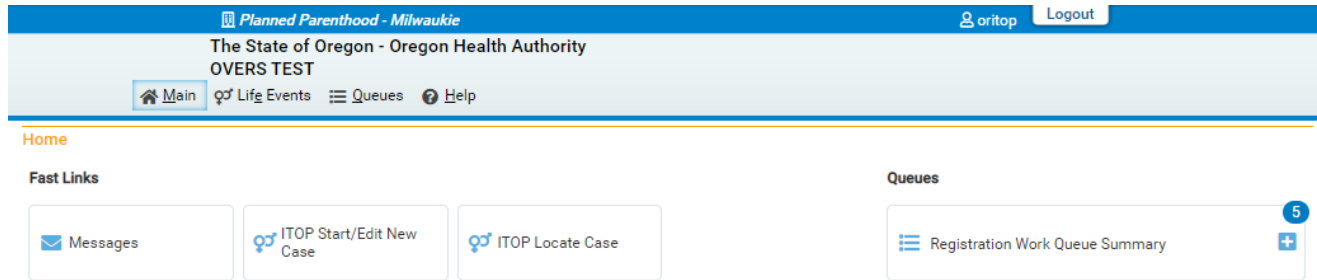 Planned Parenthood - Milwaukie
oritop
Logout
The State of Oregon - Oregon Health Authority
OVERS TEST
Main
Life Events
Queues
Help
Home
Fast Links
Queues
Messages
ITOP Start/Edit New
Case
ITOP Locate Case
5
Registration Work Queue Summary